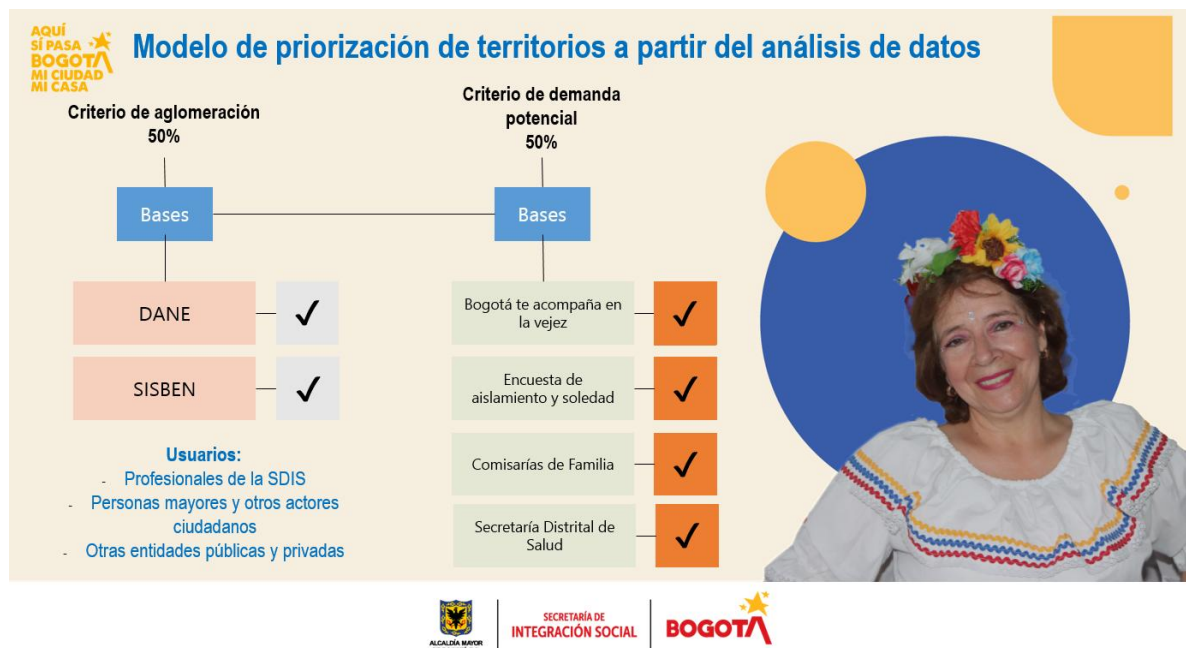 AQUÍ
SÍ PASA
BOGOTÁ
MI CIUDAD
MI CASA
Modelo de priorización de territorios a partir del análisis de datos
Criterio de aglomeración
50%
Criterio de demanda
potencial
50%
Bases
Bases
DANE
SISBEN
Bogotá te acompaña en
la vejez
Encuesta de
aislamiento y soledad
Comisarías de Familia
Secretaría Distrital de
Salud
Usuarios:
- Profesionales de la SDIS
- Personas mayores y otros actores
ciudadanos
- Otras entidades públicas y privadas
ALCALDÍA MAYOR
SECRETARÍA DE
INTEGRACIÓN SOCIAL
BOGOTÁ